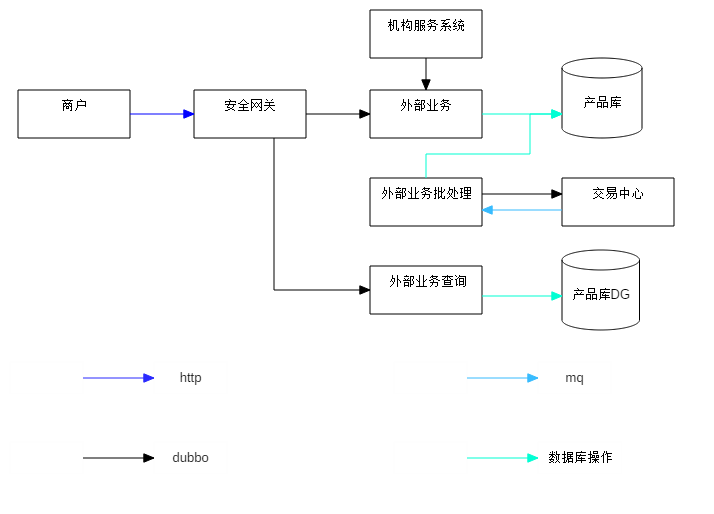 机构服务系统
商户
安全网关
外部业务
产品库
外部业务批处理
交易中心
外部业务查询
产品库DG
http
mq
dubbo
数据库操作